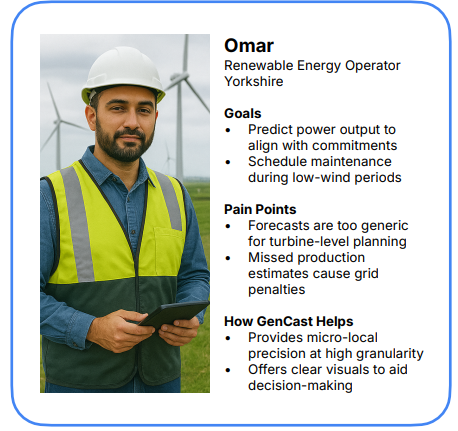 Omar
Renewable Energy Operator
Yorkshire
Goals
• Predict power output to
align with commitments
• Schedule maintenance
during low-wind periods
Pain Points
• Forecasts are too generic
for turbine-level planning
• Missed production
estimates cause grid
penalties
How GenCast Helps
• Provides micro-local
precision at high granularity
• Offers clear visuals to aid
decision-making